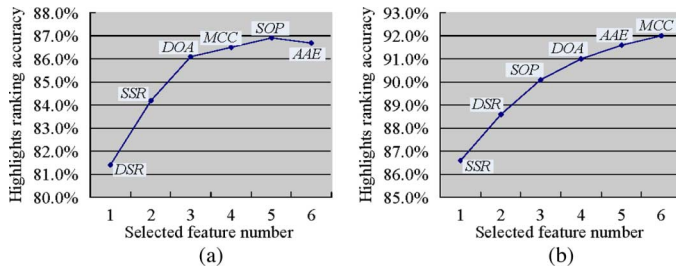 Highlights ranking accuracy
88.0%
87.0%
86.0%
85.0%
84.0%
83.0%
82.0%
81.0%
80.0%
DSR
SSR
DOA
MCC
SOP
AAE
1 2 3 4 5 6
Selected feature number
(a)
Highlights ranking accuracy
93.0%
92.0%
91.0%
90.0%
89.0%
88.0%
87.0%
86.0%
85.0%
SSR
DSR
SOP
DOA
AAE
MCC
1 2 3 4 5 6
Selected feature number
(b)